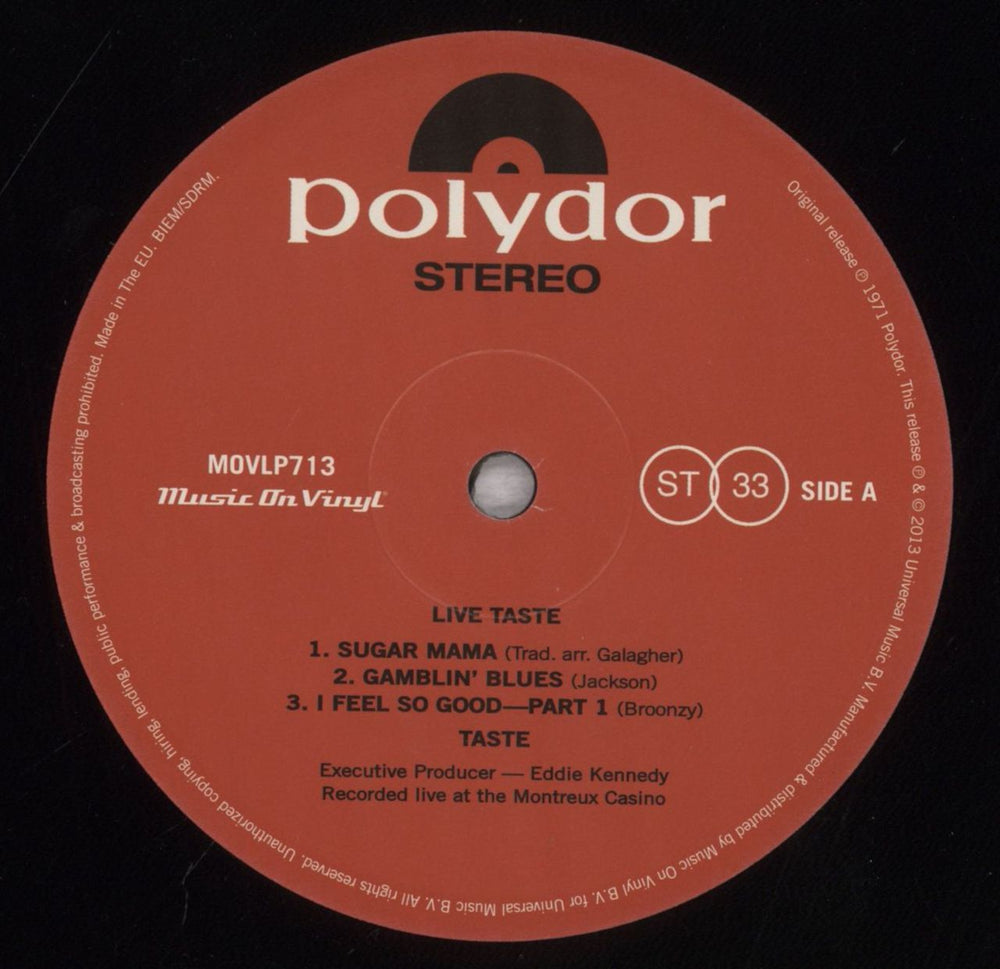 polydor
STEREO
MOVLP713
Music On Vinyl
ST 33 SIDE A
LIVE TASTE
1. SUGAR MAMA (Trad. arr. Galagher)
2. GAMBLIN' BLUES (Jackson)
3. I FEEL SO GOOD—PART 1 (Broonzy)
TASTE
Executive Producer — Eddie Kennedy
Recorded live at the Montreux Casino
Original release ℗ 1971 Polydor. This release ℗ & © 2013 Universal Music B.V. Manufactured & distributed by Music On Vinyl B.V. for Universal Music B.V. All rights reserved. Unauthorized copying, hiring, lending, public performance & broadcasting prohibited. Made in The EU. BIEM/SDRM.